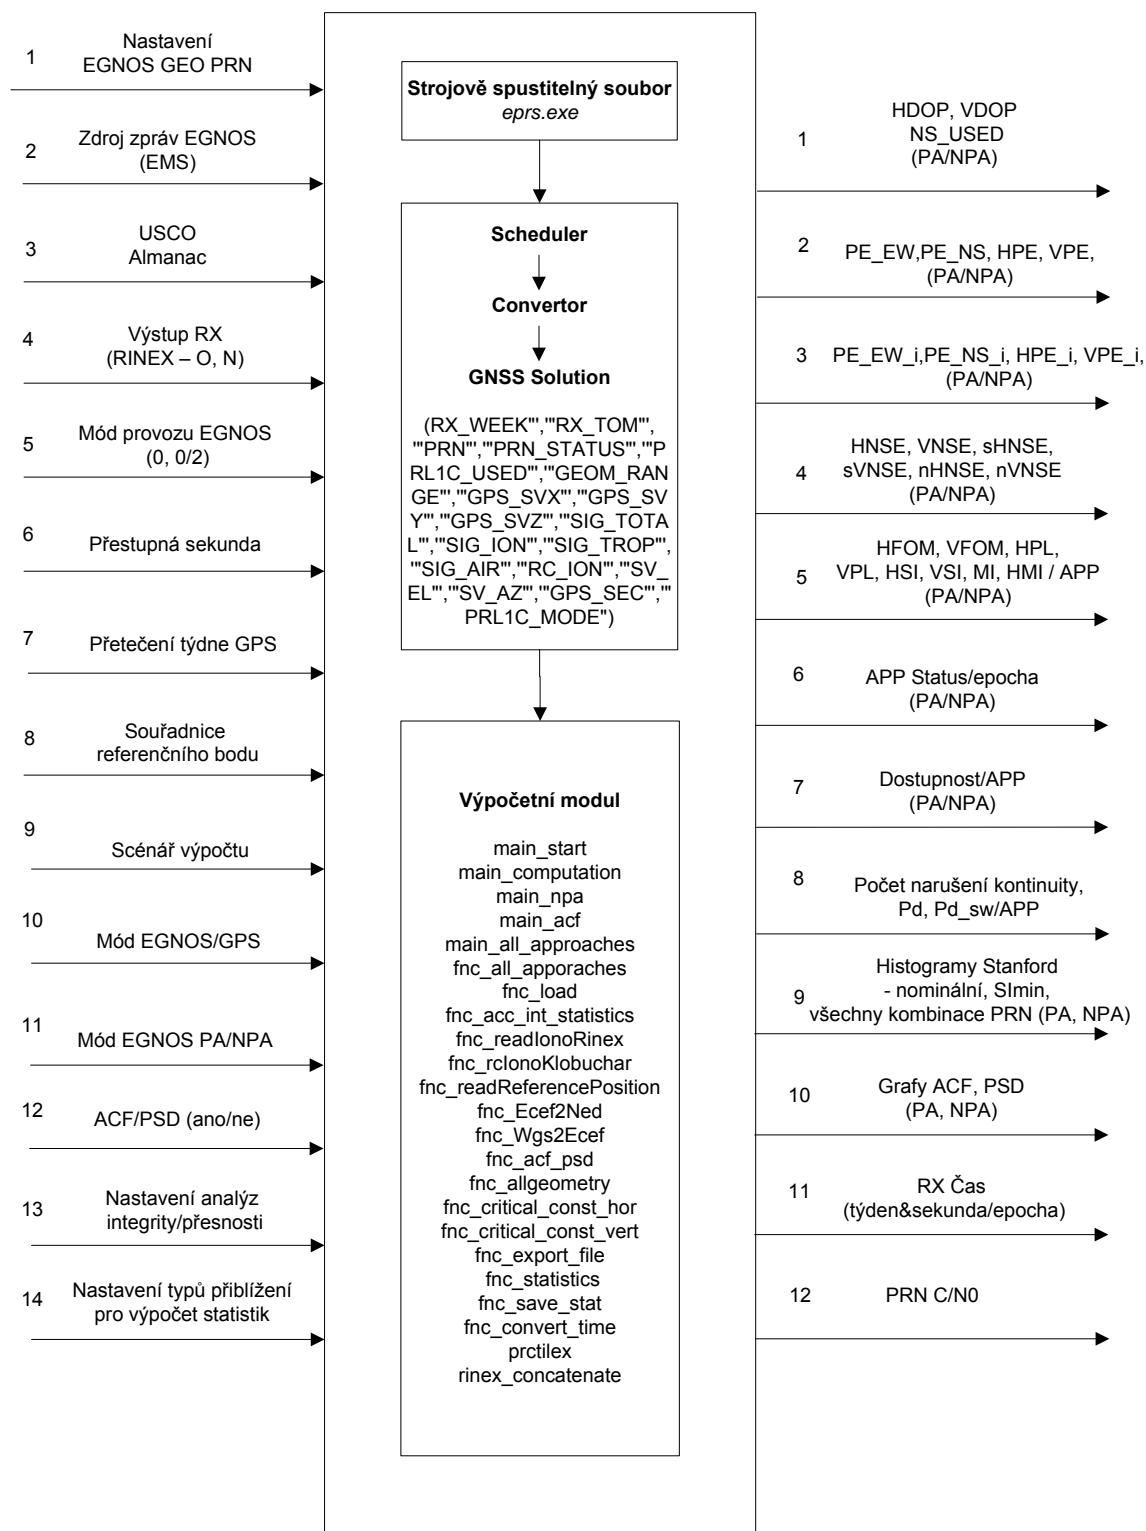 1
Nastavení
EGNOS GEO PRN
2
Zdroj zpráv EGNOS
(EMS)
3
USCO
Almanac
4
Výstup RX
(RINEX – O, N)
5
Mód provozu EGNOS
(0, 0/2)
6
Přestupná sekunda
7
Přetečení týdne GPS
8
Souřadnice
referenčního bodu
9
Scénář výpočtu
10
Mód EGNOS/GPS
11
Mód EGNOS PA/NPA
12
ACF/PSD (ano/ne)
13
Nastavení analýz
integrity/přesnosti
14
Nastavení typů přiblížení
pro výpočet statistik
Strojově spustitelný soubor
eprs.exe
Scheduler
Convertor
GNSS Solution
(RX_WEEK"',"'RX_TOM"',
"'PRN"',"'PRN_STATUS"',"'P
RL1C_USED"',"'GEOM_RAN
GE"',"'GPS_SVX"',"'GPS_SV
Y"',"'GPS_SVZ"',"'SIG_TOTA
L"',"'SIG_ION"',"'SIG_TROP"',
"'SIG_AIR"',"'RC_ION"',"'SV_
EL"',"'SV_AZ"',"'GPS_SEC"',"'
PRL1C_MODE")
Výpočetní modul
main_start
main_computation
main_npa
main_acf
main_all_approaches
fnc_all_apporaches
fnc_load
fnc_acc_int_statistics
fnc_readIonoRinex
fnc_rcIonoKlobuchar
fnc_readReferencePosition
fnc_Ecef2Ned
fnc_Wgs2Ecef
fnc_acf_psd
fnc_allgeometry
fnc_critical_const_hor
fnc_critical_const_vert
fnc_export_file
fnc_statistics
fnc_save_stat
fnc_convert_time
prctilex
rinex_concatenate
1
HDOP, VDOP
NS_USED
(PA/NPA)
2
PE_EW,PE_NS, HPE, VPE,
(PA/NPA)
3
PE_EW_i,PE_NS_i, HPE_i, VPE_i,
(PA/NPA)
4
HNSE, VNSE, sHNSE,
sVNSE, nHNSE, nVNSE
(PA/NPA)
5
HFOM, VFOM, HPL,
VPL, HSI, VSI, MI, HMI / APP
(PA/NPA)
6
APP Status/epocha
(PA/NPA)
7
Dostupnost/APP
(PA/NPA)
8
Počet narušení kontinuity,
Pd, Pd_sw/APP
9
Histogramy Stanford
- nominální, SImin,
všechny kombinace PRN (PA, NPA)
10
Grafy ACF, PSD
(PA, NPA)
11
RX Čas
(týden&sekunda/epocha)
12
PRN C/N0